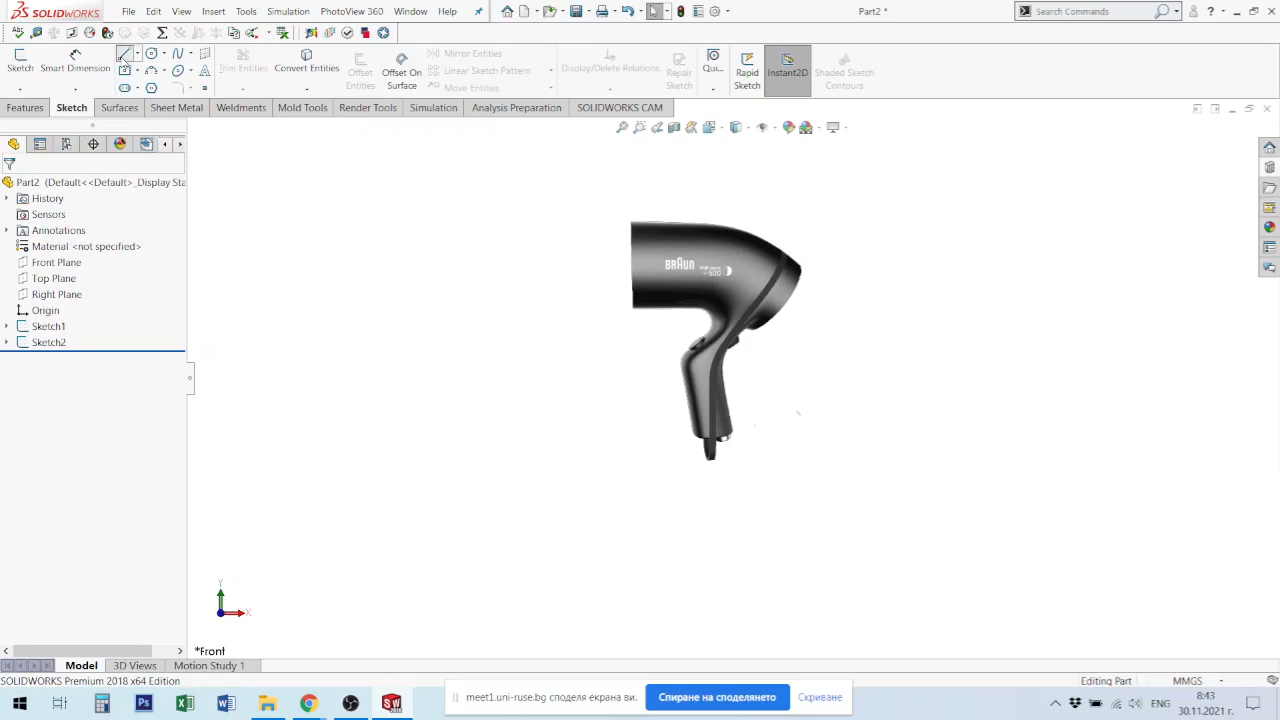 SOLIDWORKS File Edit View Insert Tools Simulation PhotoView 360 Window Help Part2 * Search Commands
Sketch Smart Dimension Trim Entities Convert Entities Offset Entities Offset On Surface Mirror Entities Linear Sketch Pattern Move Entities Display/Delete Relations Repair Sketch Qui... Rapid Sketch Instant2D Shaded Sketch Contours
Features Sketch Surfaces Sheet Metal Weldments Mold Tools Render Tools Simulation Analysis Preparation SOLIDWORKS CAM
Part2 (Default<<Default>_Display Sta
History
Sensors
Annotations
Material <not specified>
Front Plane
Top Plane
Right Plane
Origin
Sketch1
Sketch2
BRAUN
500
Y
X
*Front
Model 3D Views Motion Study 1
SOLIDWORKS Premium 2018 x64 Edition Editing Part MMGS
meet1.uni-ruse.bg споделя екрана ви. Спиране на споделянето Скриване
ENG 8:43
30.11.2021 г.